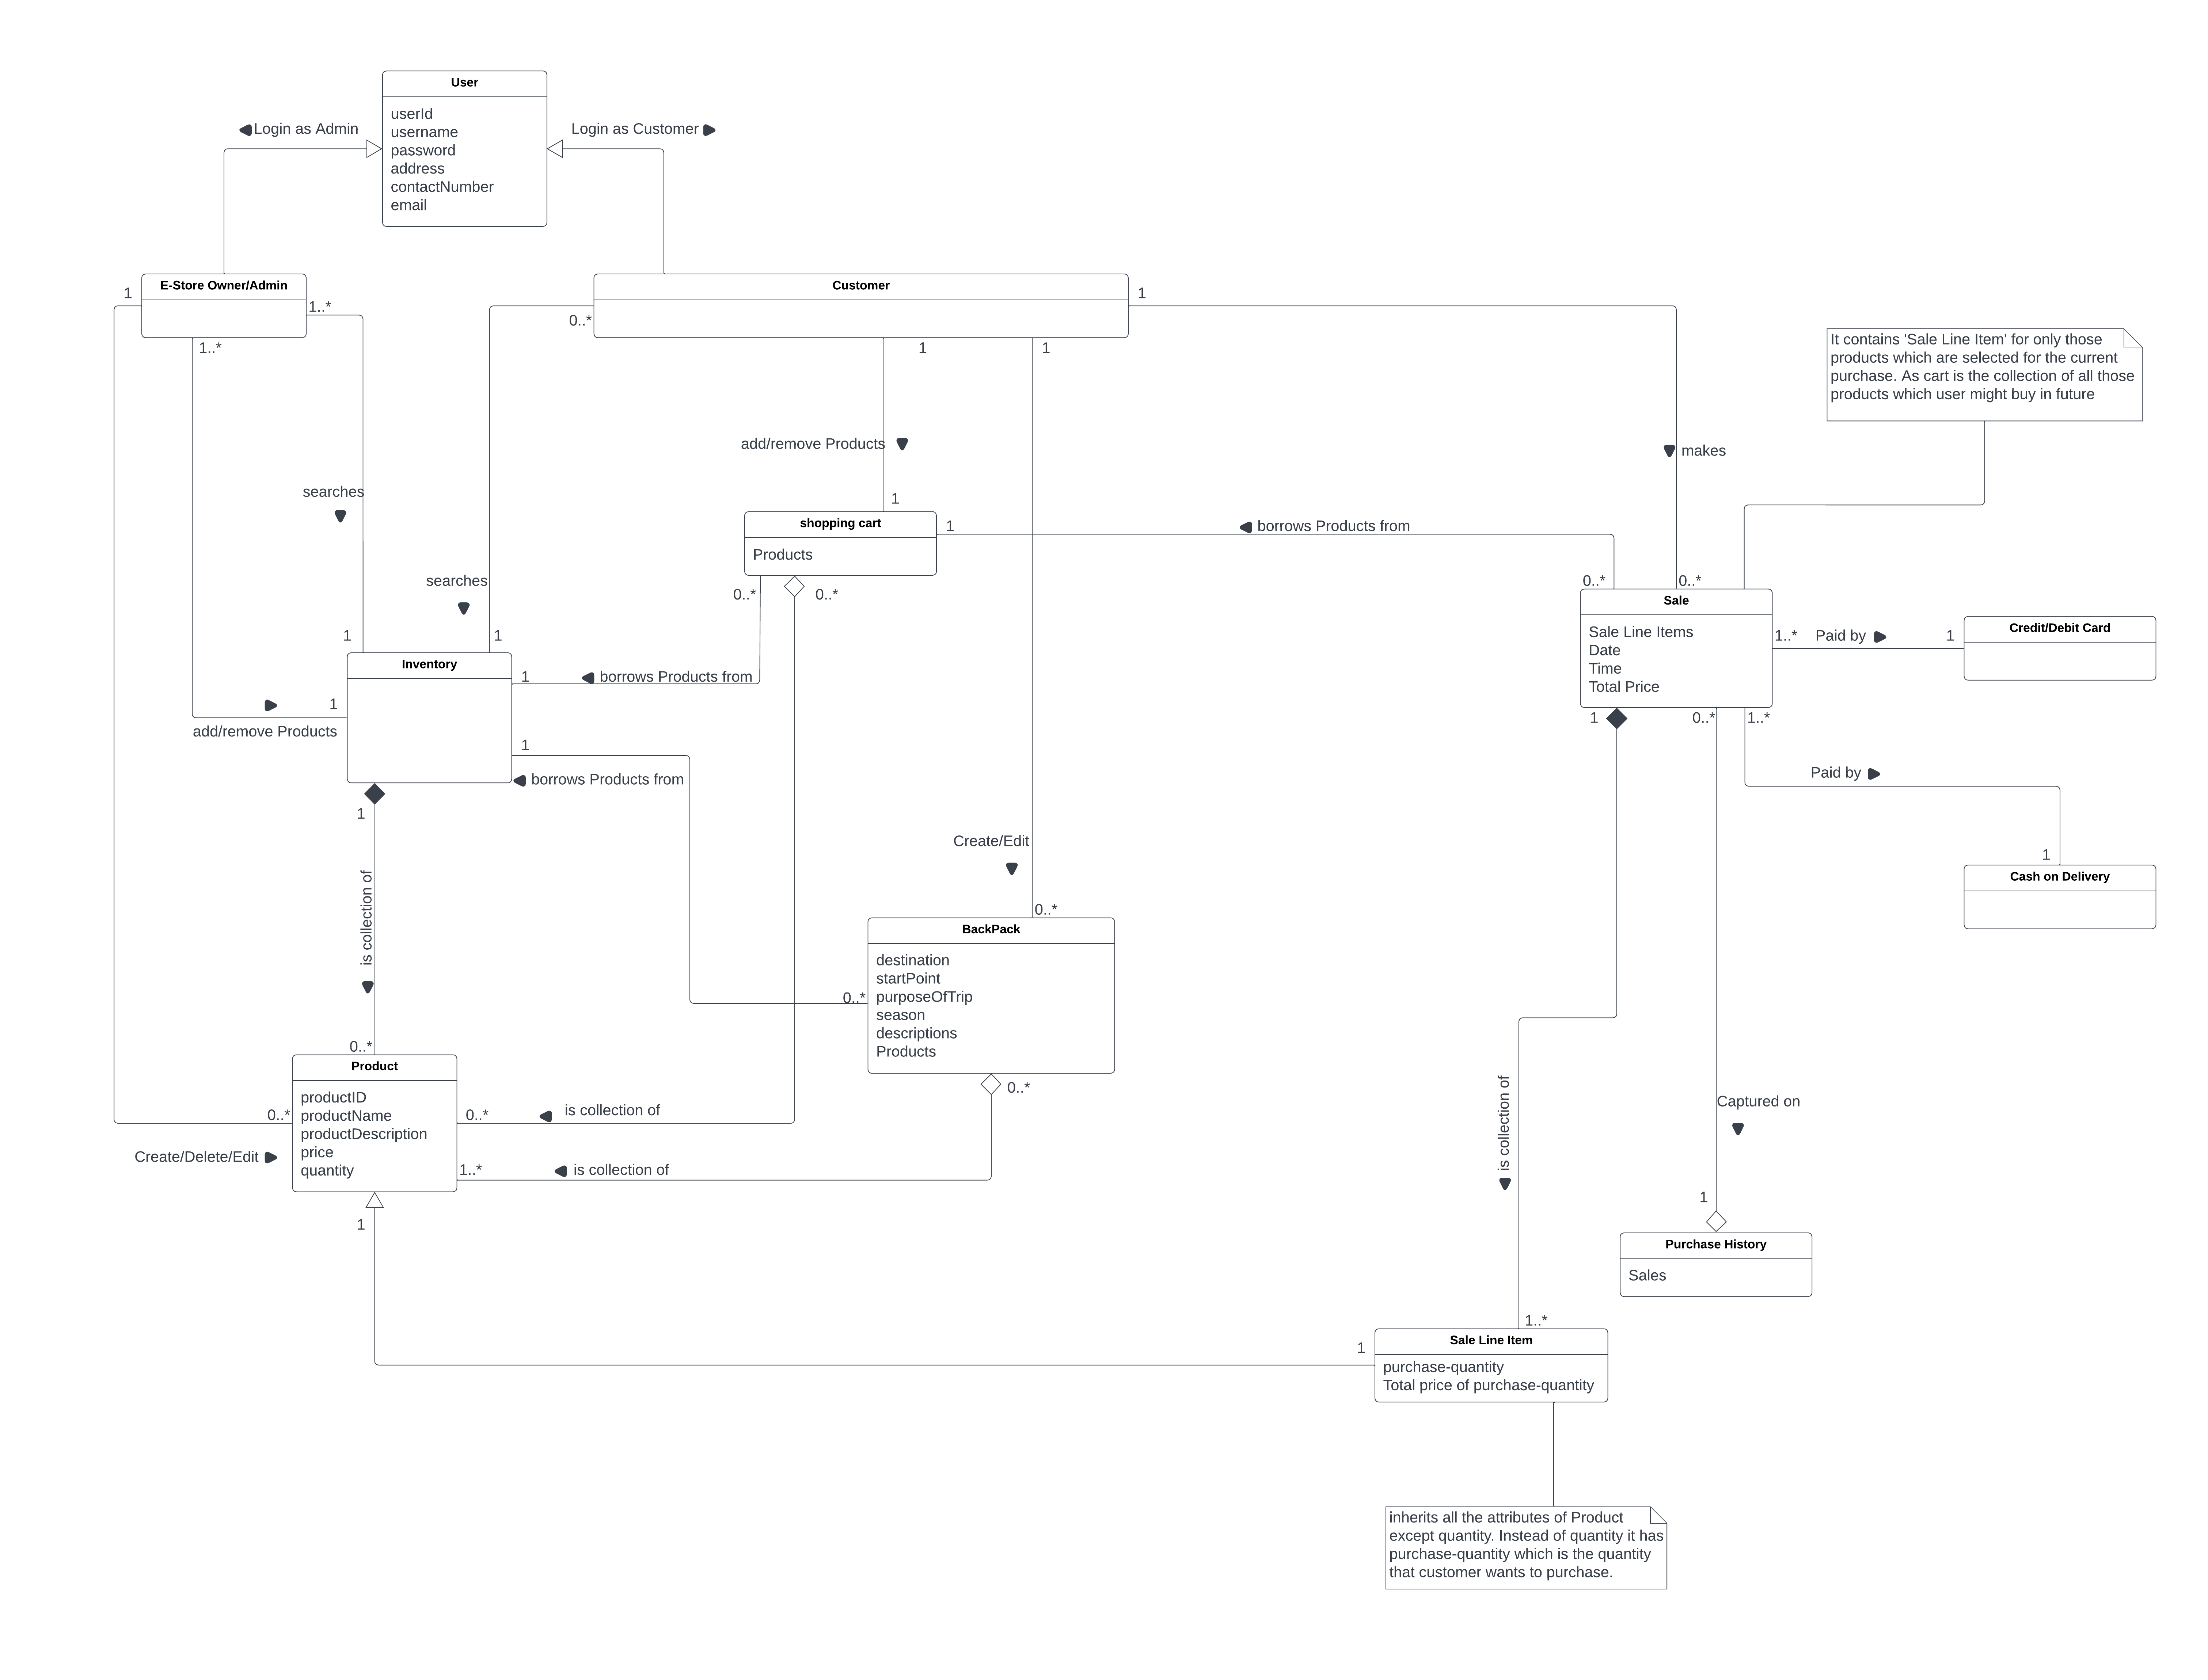 User
userId
username
password
address
contactNumber
email
Login as Admin
Login as Customer
E-Store Owner/Admin
1
1..*
1..*
Customer
0..*
1
1
1
It contains 'Sale Line Item' for only those
products which are selected for the current
purchase. As cart is the collection of all those
products which user might buy in future
add/remove Products
makes
searches
1
shopping cart
Products
1
borrows Products from
searches
0..*
0..*
0..*
0..*
Sale
Sale Line Items
Date
Time
Total Price
1..*
Paid by
1
Credit/Debit Card
1
1
Inventory
1
borrows Products from
1
add/remove Products
1
borrows Products from
1
0..*
1..*
Paid by
1
Cash on Delivery
1
is collection of
0..*
Create/Edit
0..*
BackPack
destination
startPoint
purposeOfTrip
season
descriptions
Products
0..*
0..*
Product
productID
productName
productDescription
price
quantity
0..*
Create/Delete/Edit
0..*
is collection of
1..*
is collection of
1
is collection of
Captured on
1
Purchase History
Sales
1..*
1
Sale Line Item
purchase-quantity
Total price of purchase-quantity
inherits all the attributes of Product
except quantity. Instead of quantity it has
purchase-quantity which is the quantity
that customer wants to purchase.